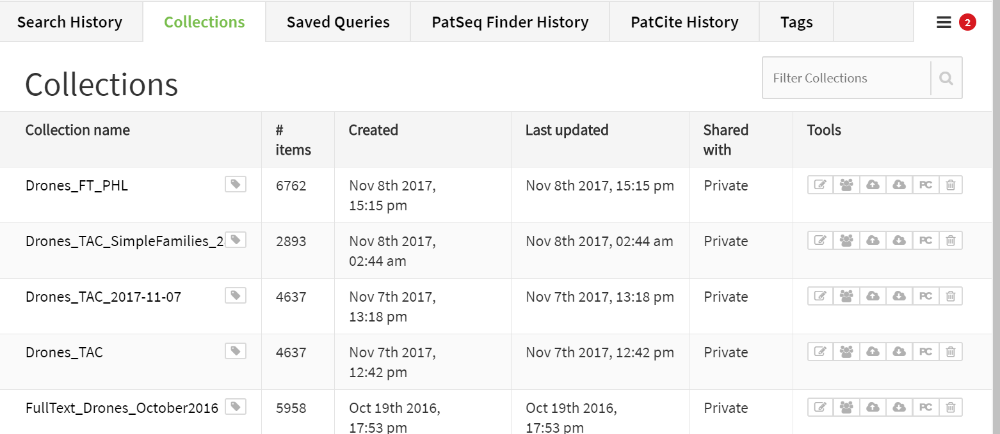 Search History Collections Saved Queries PatSeq Finder History PatCite History Tags 2
Collections
Filter Collections
Collection name # items Created Last updated Shared with Tools
Drones_FT_PHL 6762 Nov 8th 2017, 15:15 pm Nov 8th 2017, 15:15 pm Private PC
Drones_TAC_SimpleFamilies_2 2893 Nov 8th 2017, 02:44 am Nov 8th 2017, 02:44 am Private PC
Drones_TAC_2017-11-07 4637 Nov 7th 2017, 13:18 pm Nov 7th 2017, 13:18 pm Private PC
Drones_TAC 4637 Nov 7th 2017, 12:42 pm Nov 7th 2017, 12:42 pm Private PC
FullText_Drones_October2016 5958 Oct 19th 2016, 17:53 pm Oct 19th 2016, 17:53 pm Private PC